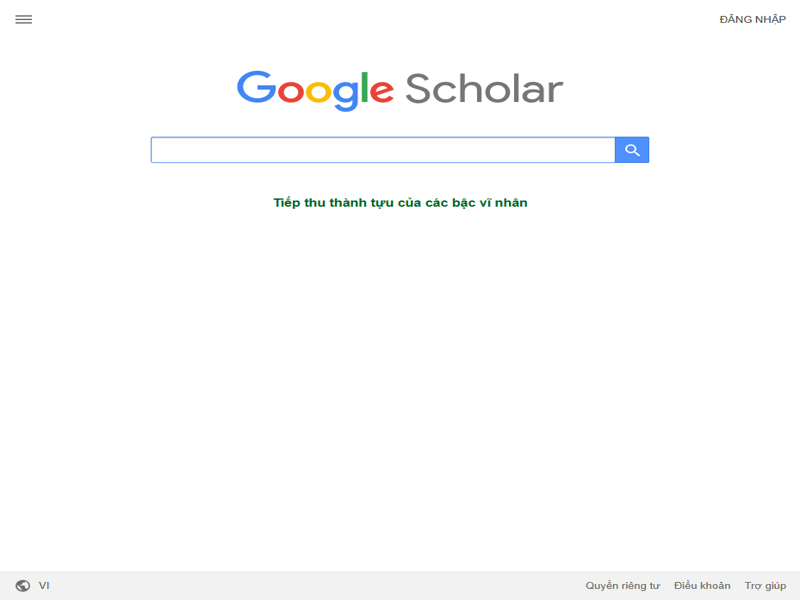 ĐĂNG NHẬP
Google Scholar
Tiếp thu thành tựu của các bậc vĩ nhân
VI
Quyền riêng tư Điều khoản Trợ giúp